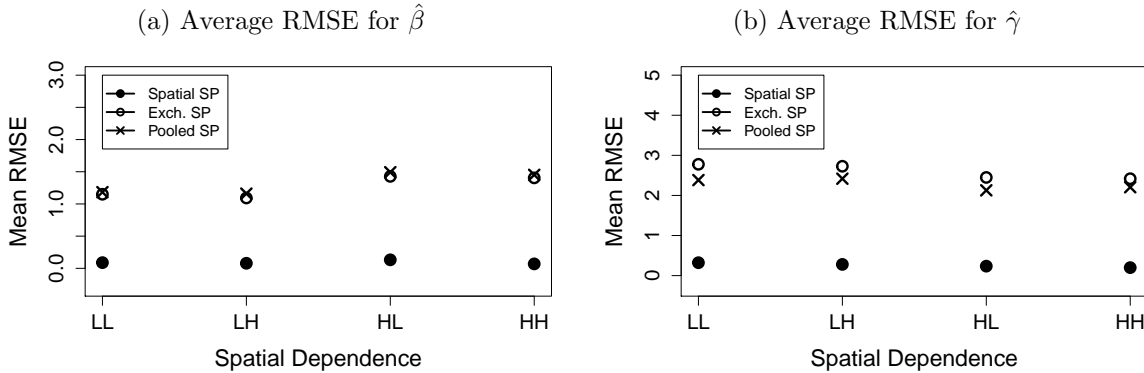 (a) Average RMSE for β̂
Mean RMSE
3.0
1.0
0.0
Spatial SP
Exch. SP
Pooled SP
LL LH HL HH
Spatial Dependence
(b) Average RMSE for γ̂
Mean RMSE
5
4
3
2
1
0
Spatial SP
Exch. SP
Pooled SP
LL LH HL HH
Spatial Dependence